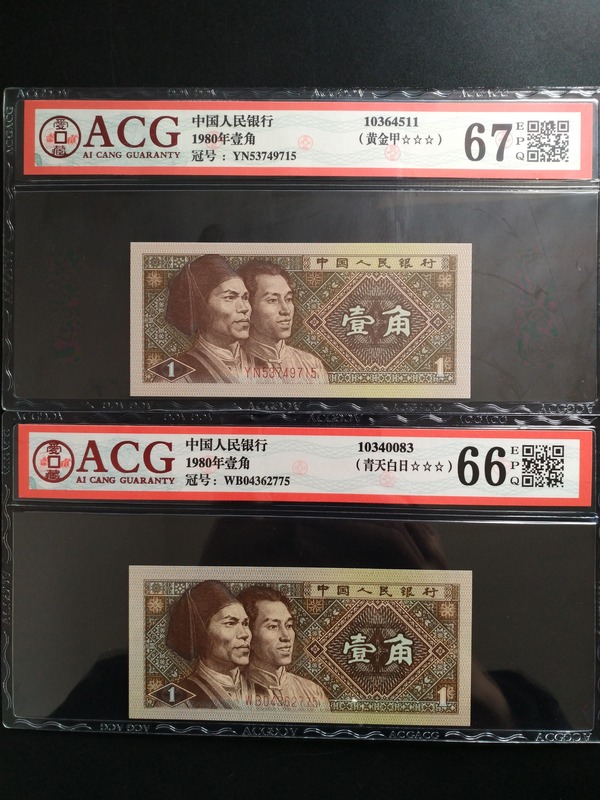 ACG
AI CANG GUARANTY
中国人民银行
1980年壹角
冠号：YN53749715
10364511
（黄金甲☆☆☆）
67
EPQ
中国人民银行
壹角
1
YN53749715
1
ACG
AI CANG GUARANTY
中国人民银行
1980年壹角
冠号：WB04362775
10340083
（青天白日☆☆☆）
66
EPQ
中国人民银行
壹角
1
WB04362775
1